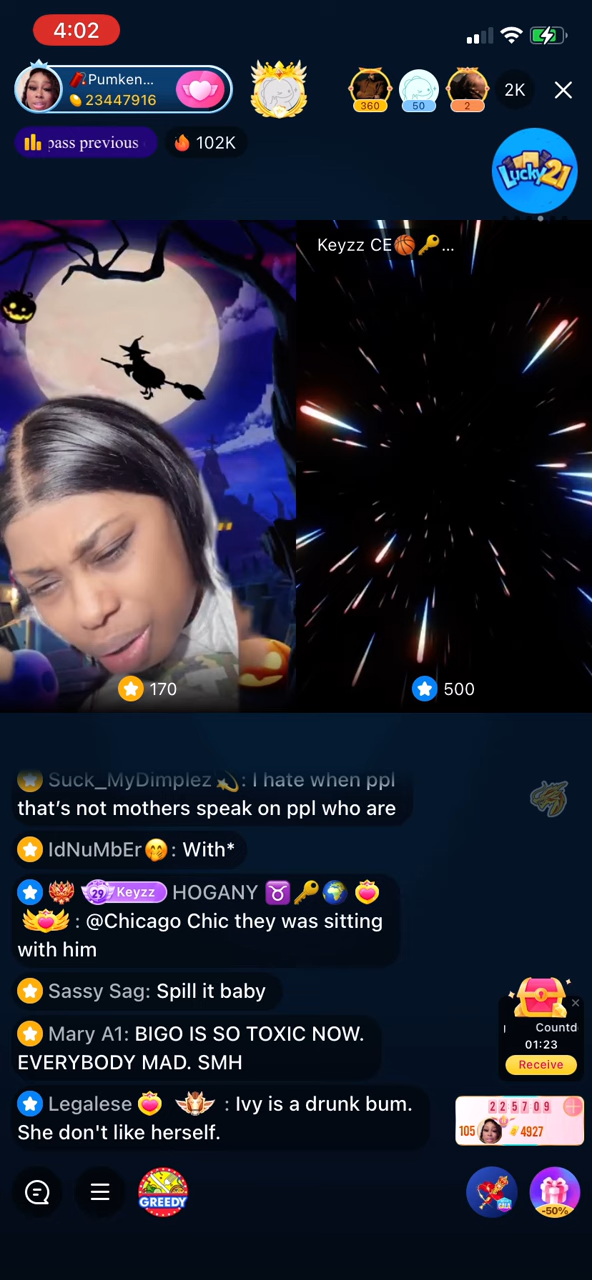 4:02
Pumken...
23447916
360
50
2
2K
pass previous
102K
Lucky21
Keyzz CE🏀🔑...
170
500
Suck_MyDimplez 💫: I hate when ppl
that's not mothers speak on ppl who are
IdNuMbEr🤭: With*
29 Keyzz HOGANY ♉🔑🌍
: @Chicago Chic they was sitting
with him
Sassy Sag: Spill it baby
Mary A1: BIGO IS SO TOXIC NOW.
EVERYBODY MAD. SMH
Countd
01:23
Receive
Legalese : Ivy is a drunk bum.
She don't like herself.
225709
105
4927
GREEDY
-50%